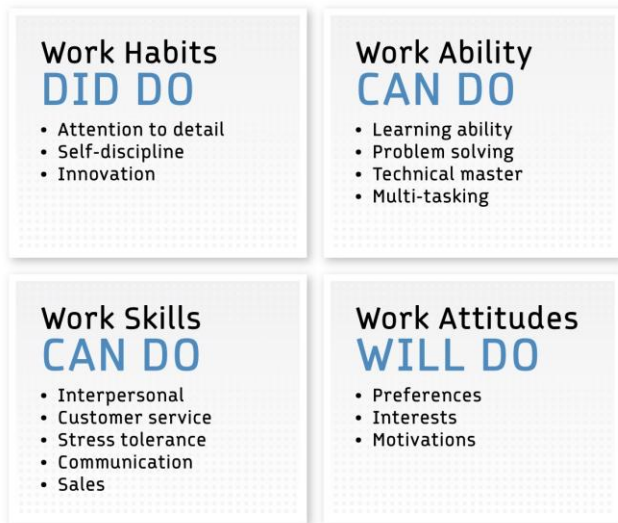 Work Habits
DID DO
• Attention to detail
• Self-discipline
• Innovation
Work Ability
CAN DO
• Learning ability
• Problem solving
• Technical master
• Multi-tasking
Work Skills
CAN DO
• Interpersonal
• Customer service
• Stress tolerance
• Communication
• Sales
Work Attitudes
WILL DO
• Preferences
• Interests
• Motivations